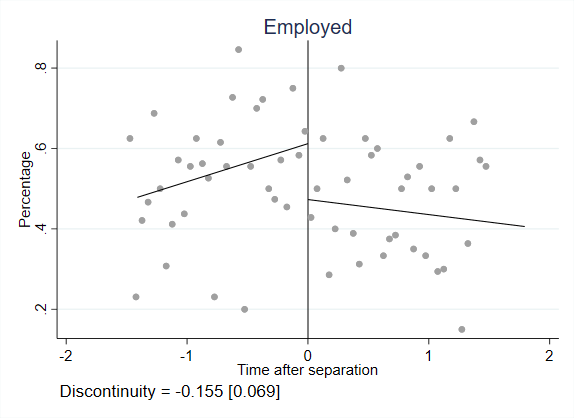 Employed
Percentage
.8
.6
.4
.2
-2 -1 0 1 2
Time after separation
Discontinuity = -0.155 [0.069]